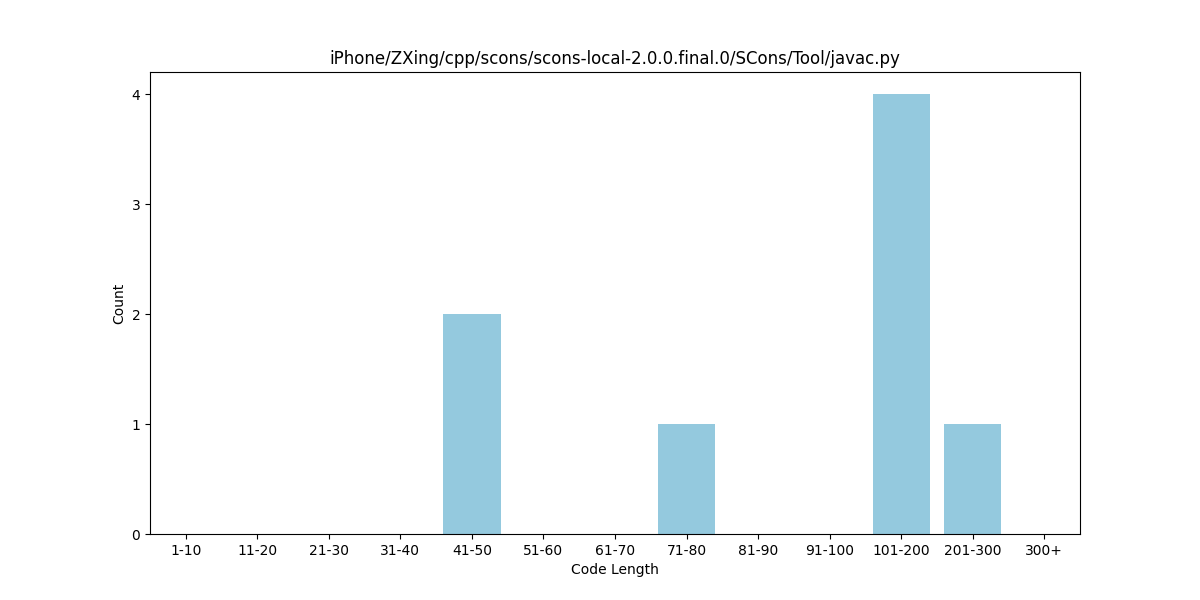 iPhone/ZXing/cpp/scons/scons-local-2.0.0.final.0/SCons/Tool/javac.py
4
3
2
1
0
Count
1-10 11-20 21-30 31-40 41-50 51-60 61-70 71-80 81-90 91-100 101-200 201-300 300+
Code Length